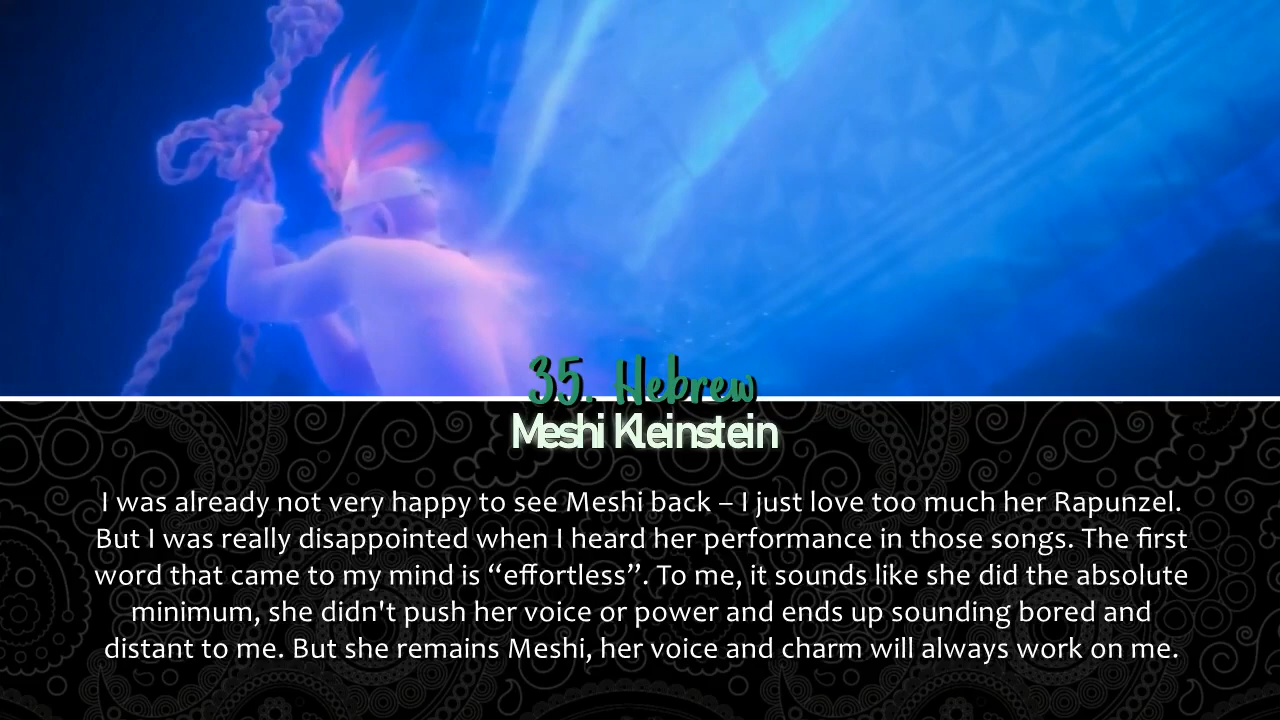 35. Hebrew
Meshi Kleinstein
I was already not very happy to see Meshi back – I just love too much her Rapunzel.
But I was really disappointed when I heard her performance in those songs. The first
word that came to my mind is “effortless”. To me, it sounds like she did the absolute
minimum, she didn't push her voice or power and ends up sounding bored and
distant to me. But she remains Meshi, her voice and charm will always work on me.